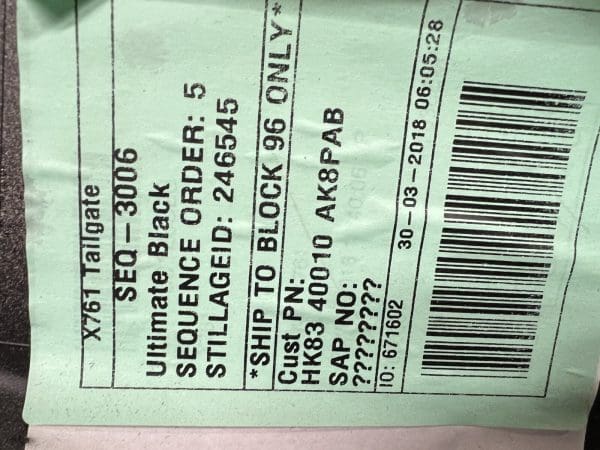 X761 Tailgate
SEQ-3006
Ultimate Black
SEQUENCE ORDER: 5
STILLAGEID: 246545
*SHIP TO BLOCK 96 ONLY*
Cust PN:
HK83 40010 AK8PAB
SAP NO:
????????
IO: 671602 30-03-2018 06:05:28